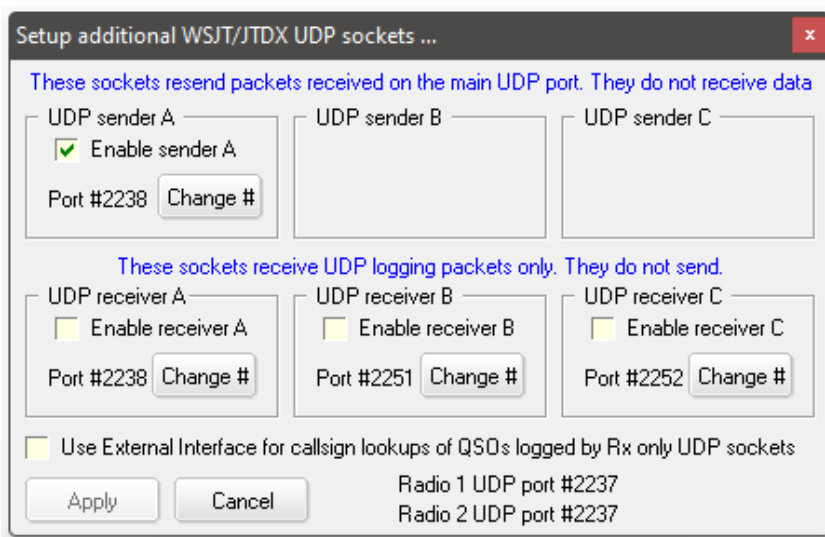 Setup additional WSJT/JTDX UDP sockets ...
x
These sockets resend packets received on the main UDP port. They do not receive data
UDP sender A UDP sender B UDP sender C
Enable sender A
Port #2238 Change #
These sockets receive UDP logging packets only. They do not send.
UDP receiver A UDP receiver B UDP receiver C
Enable receiver A Enable receiver B Enable receiver C
Port #2238 Change # Port #2251 Change # Port #2252 Change #
Use External Interface for callsign lookups of QSOs logged by Rx only UDP sockets
Apply Cancel Radio 1 UDP port #2237
Radio 2 UDP port #2237